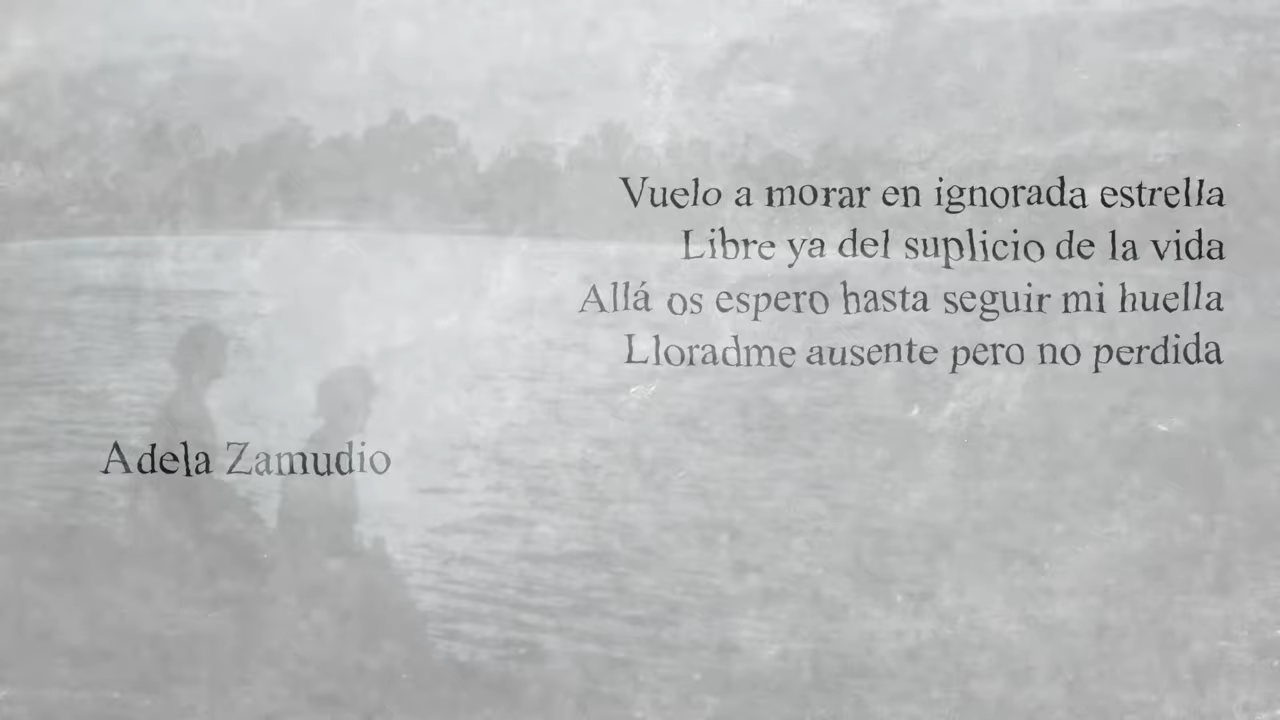 Vuelo a morar en ignorada estrella
Libre ya del suplicio de la vida
Allá os espero hasta seguir mi huella
Lloradme ausente pero no perdida
Adela Zamudio